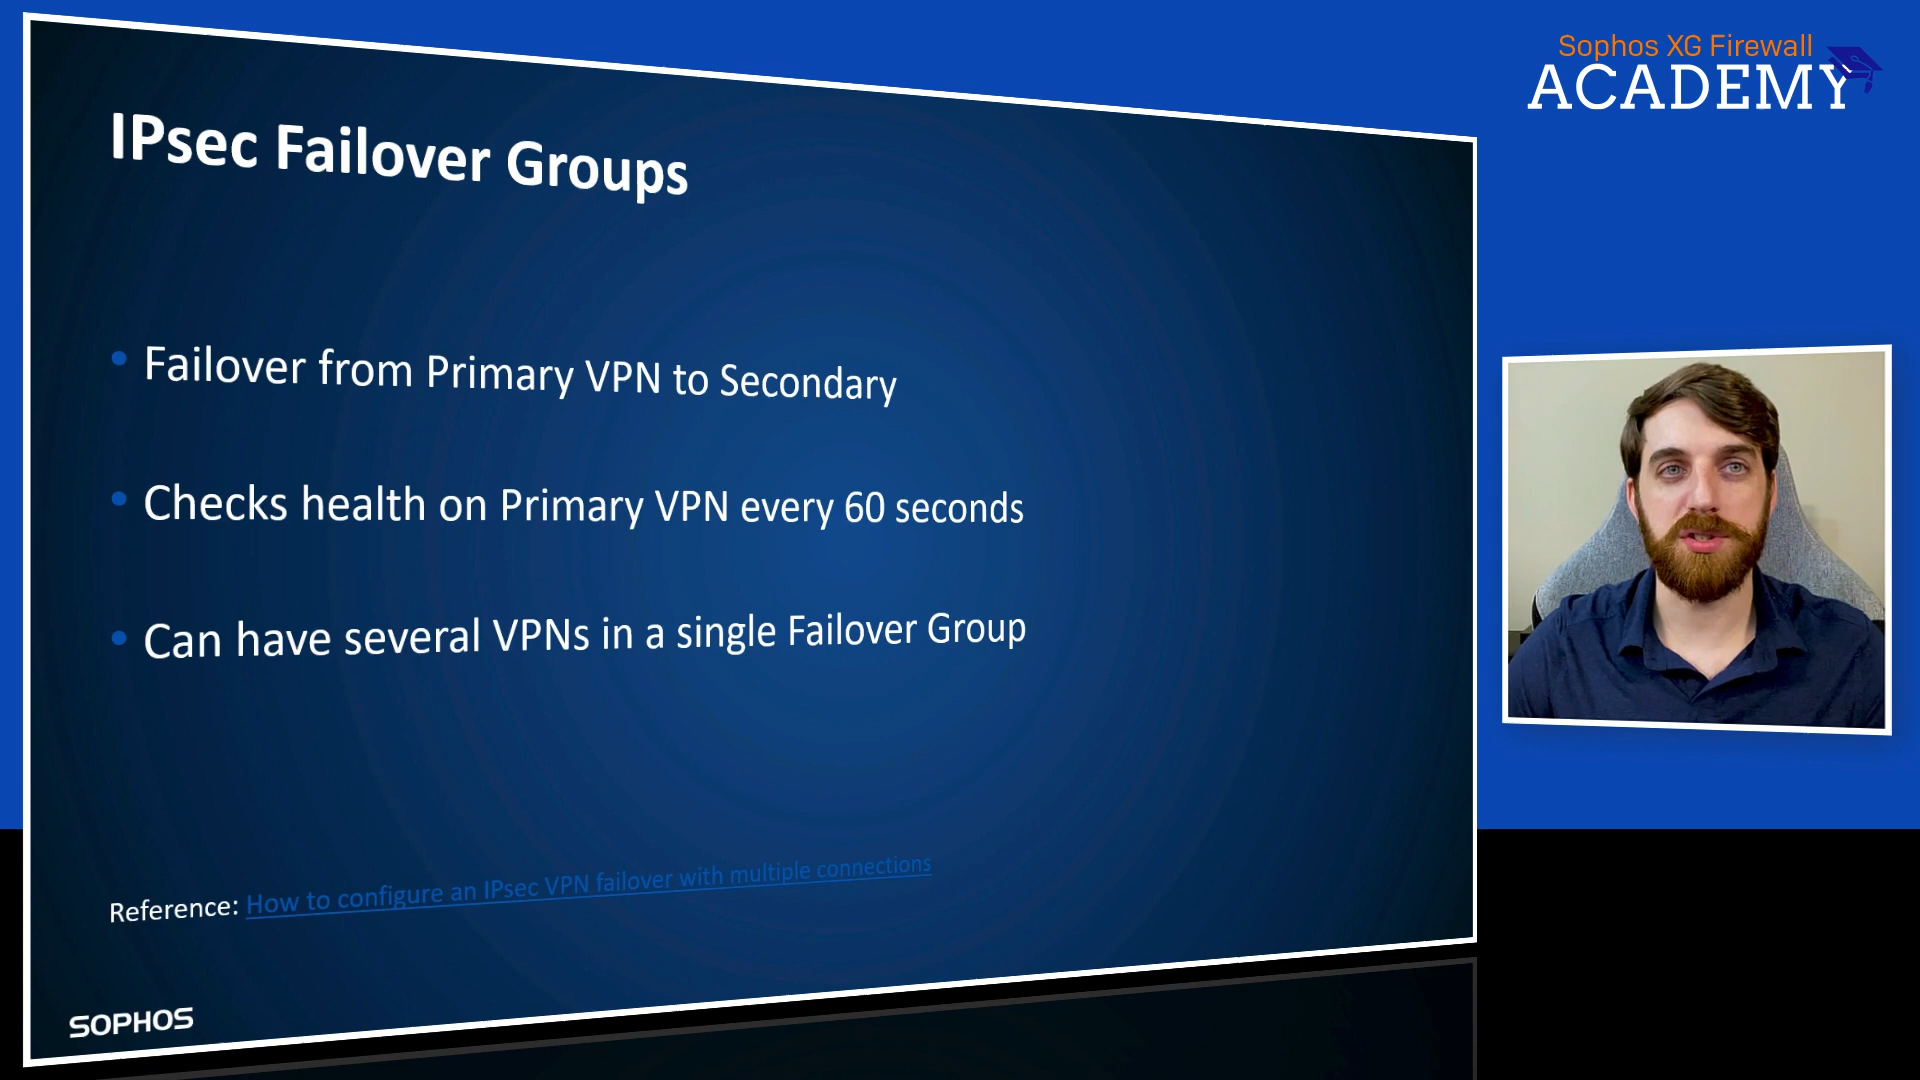 Sophos XG Firewall
ACADEMY
IPsec Failover Groups
Failover from Primary VPN to Secondary
Checks health on Primary VPN every 60 seconds
Can have several VPNs in a single Failover Group
Reference: How to configure an IPsec VPN failover with multiple connections
SOPHOS